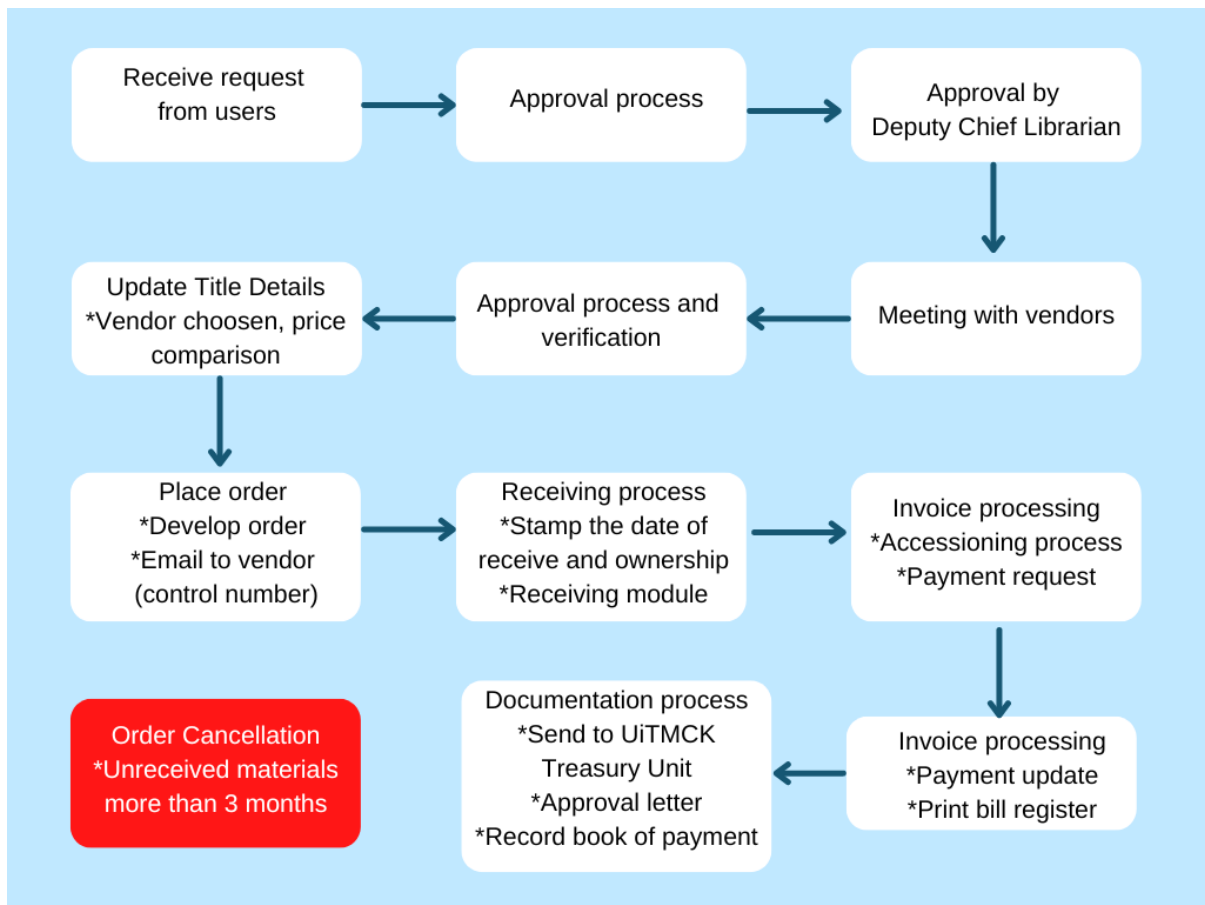 Receive request
from users
Approval process
Approval by
Deputy Chief Librarian
Meeting with vendors
Approval process and
verification
Update Title Details
*Vendor choosen, price
comparison
Place order
*Develop order
*Email to vendor
(control number)
Receiving process
*Stamp the date of
receive and ownership
*Receiving module
Invoice processing
*Accessioning process
*Payment request
Invoice processing
*Payment update
*Print bill register
Documentation process
*Send to UiTMCK
Treasury Unit
*Approval letter
*Record book of payment
Order Cancellation
*Unreceived materials
more than 3 months